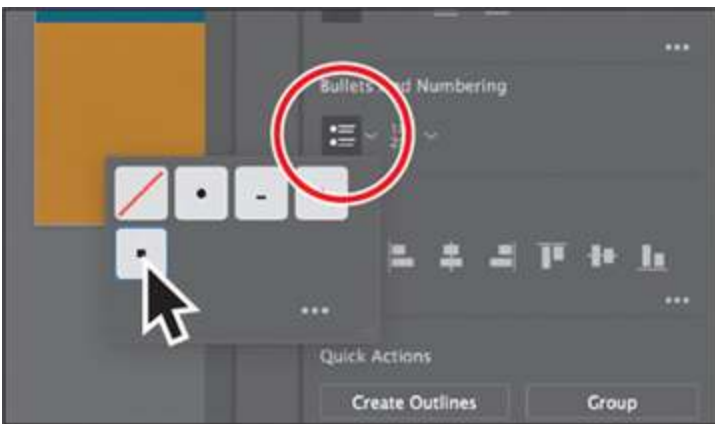 Bullets and Numbering
Quick Actions
Create Outlines
Group